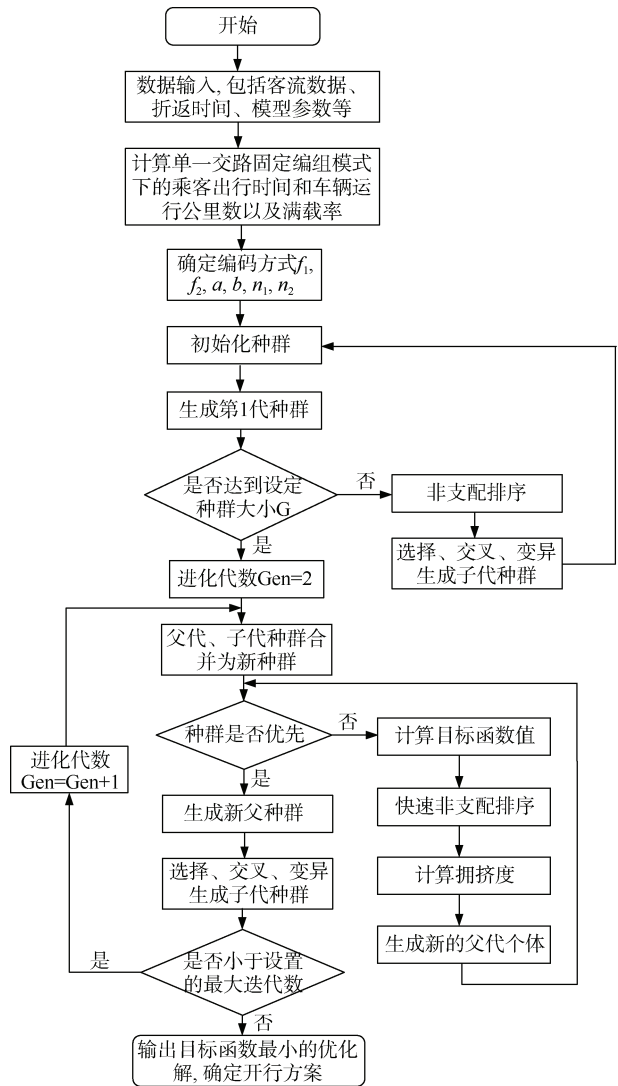 开始
数据输入, 包括客流数据、
折返时间、模型参数等
计算单一交路固定编组模式
下的乘客出行时间和车辆运
行公里数以及满载率
确定编码方式f₁,
f₂, a, b, n₁, n₂
初始化种群
生成第1代种群
是否达到设定
种群大小G
否
非支配排序
选择、交叉、变异
生成子代种群
是
进化代数Gen=2
父代、子代种群合
并为新种群
种群是否优先
否
计算目标函数值
快速非支配排序
计算拥挤度
生成新的父代个体
是
生成新父种群
选择、交叉、变异
生成子代种群
是否小于设置
的最大迭代数
是
进化代数
Gen=Gen+1
否
输出目标函数最小的优化
解, 确定开行方案